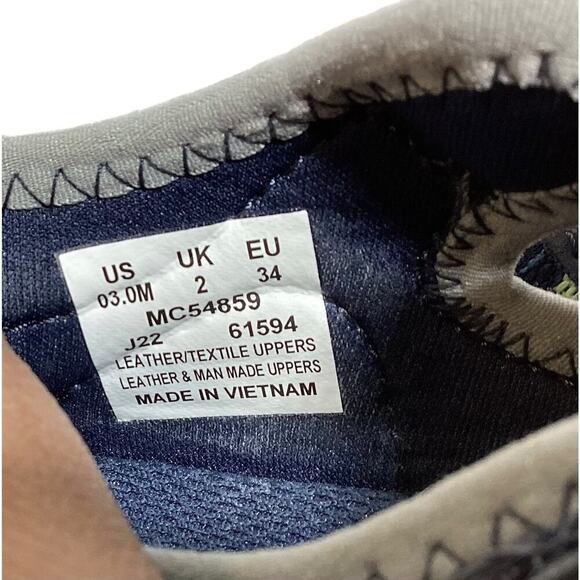 US UK EU
03.0M 2 34
MC54859
J22 61594
LEATHER/TEXTILE UPPERS
LEATHER & MAN MADE UPPERS
MADE IN VIETNAM